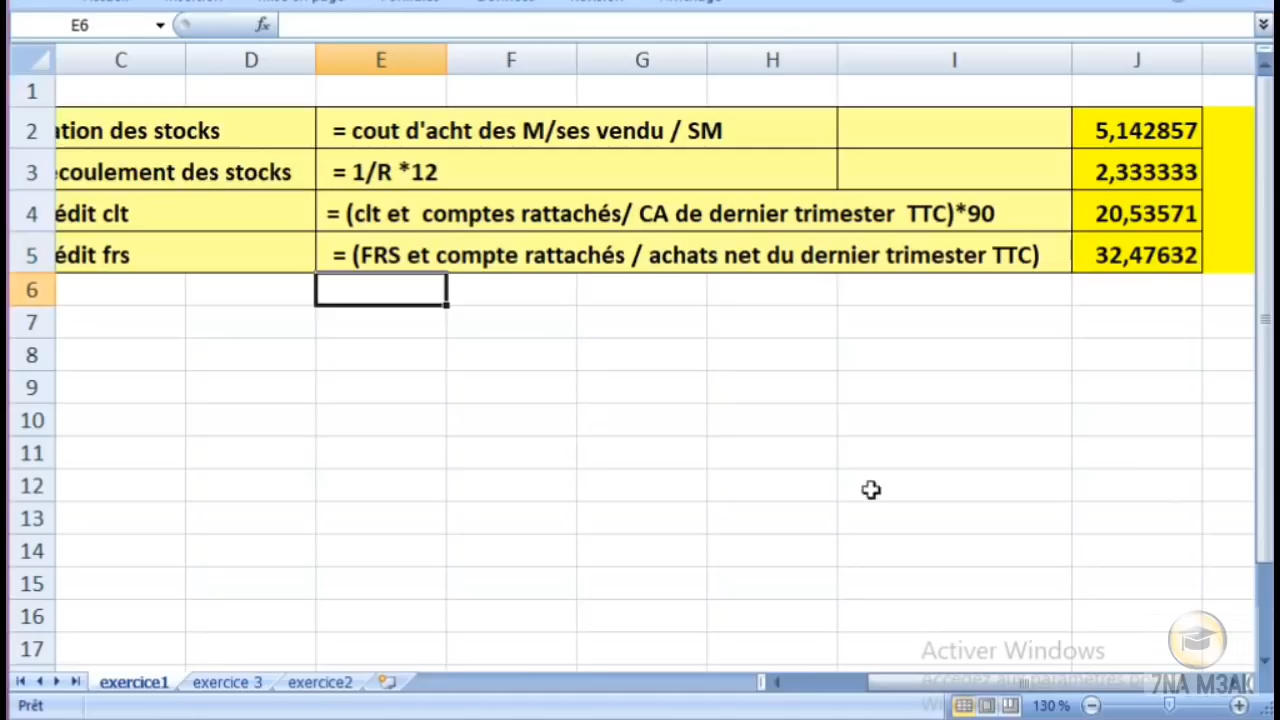 E6
fx
C D E F G H I J
1
2 ation des stocks = cout d'acht des M/ses vendu / SM 5,142857
3 écoulement des stocks = 1/R *12 2,333333
4 édit clt = (clt et comptes rattachés/ CA de dernier trimester TTC)*90 20,53571
5 édit frs = (FRS et compte rattachés / achats net du dernier trimester TTC) 32,47632
6
7
8
9
10
11
12
13
14
15
16
17
Activer Windows
Accédez aux paramètres
7NA M3AK
exercice1 exercice 3 exercice2
Prêt 130 %